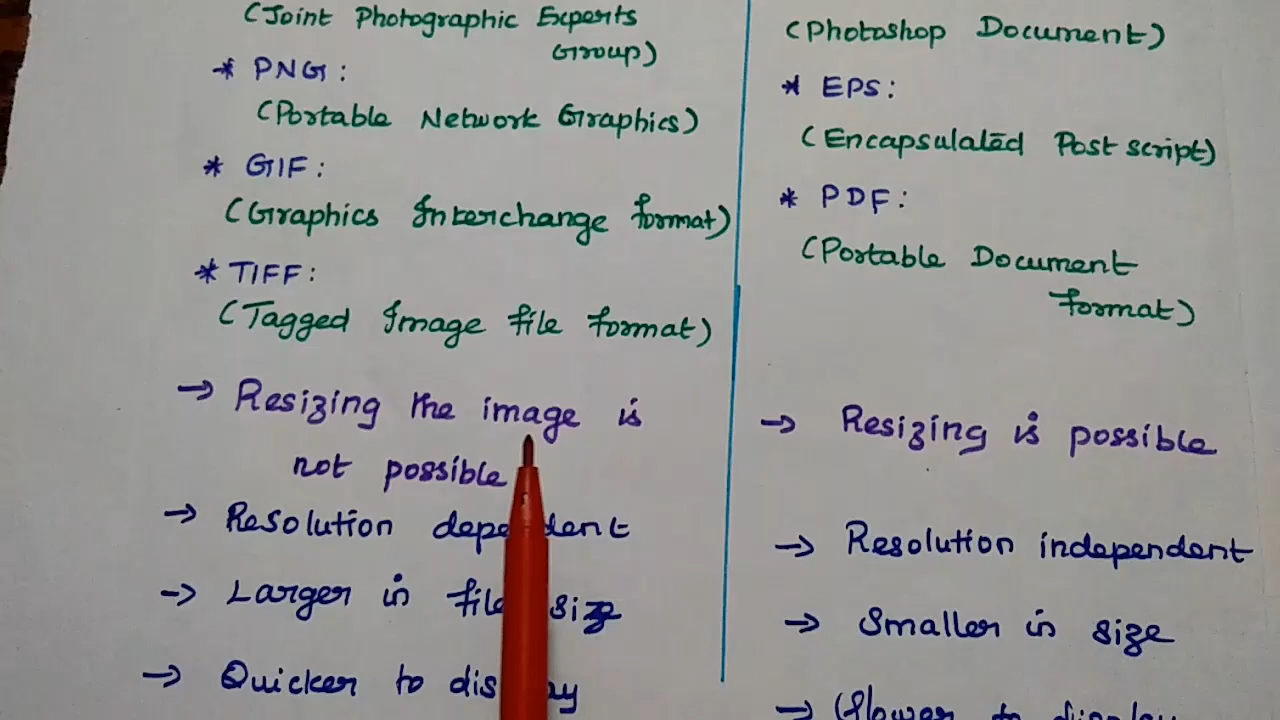 (Joint Photographic Experts
Group)
* PNG:
(Portable Network Graphics)
* GIF:
(Graphics Interchange format)
* TIFF:
(Tagged Image file format)
→ Resizing the image is
not possible
→ Resolution dependent
→ Larger in file size
→ Quicker to display
(Photoshop Document)
* EPS:
(Encapsulated Post script)
* PDF:
(Portable Document
format)
→ Resizing is possible
→ Resolution independent
→ Smaller in size
→ to display